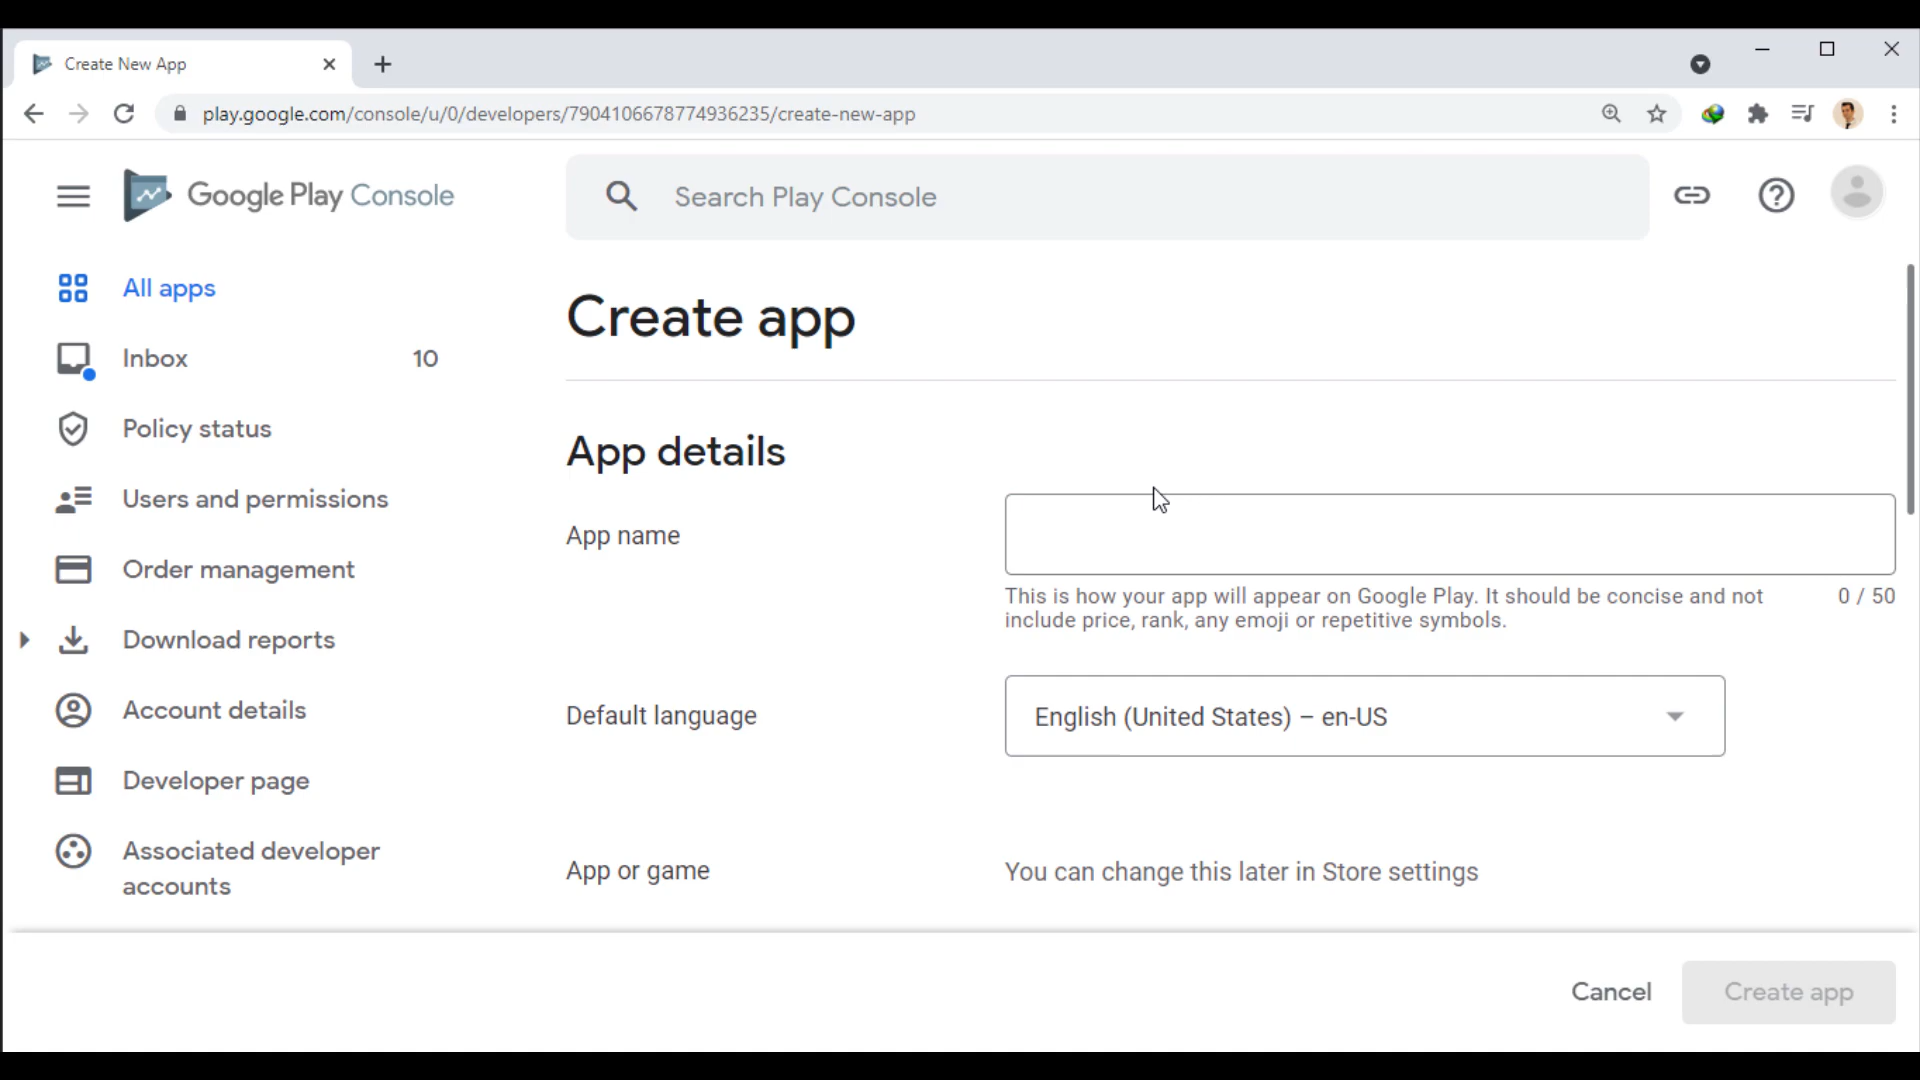 Create New App
play.google.com/console/u/0/developers/7904106678774936235/create-new-app
Google Play Console
Search Play Console
All apps
Inbox 10
Policy status
Users and permissions
Order management
Download reports
Account details
Developer page
Associated developer
accounts
Create app
App details
App name
This is how your app will appear on Google Play. It should be concise and not
include price, rank, any emoji or repetitive symbols.
0 / 50
Default language
English (United States) – en-US
App or game
You can change this later in Store settings
Cancel
Create app